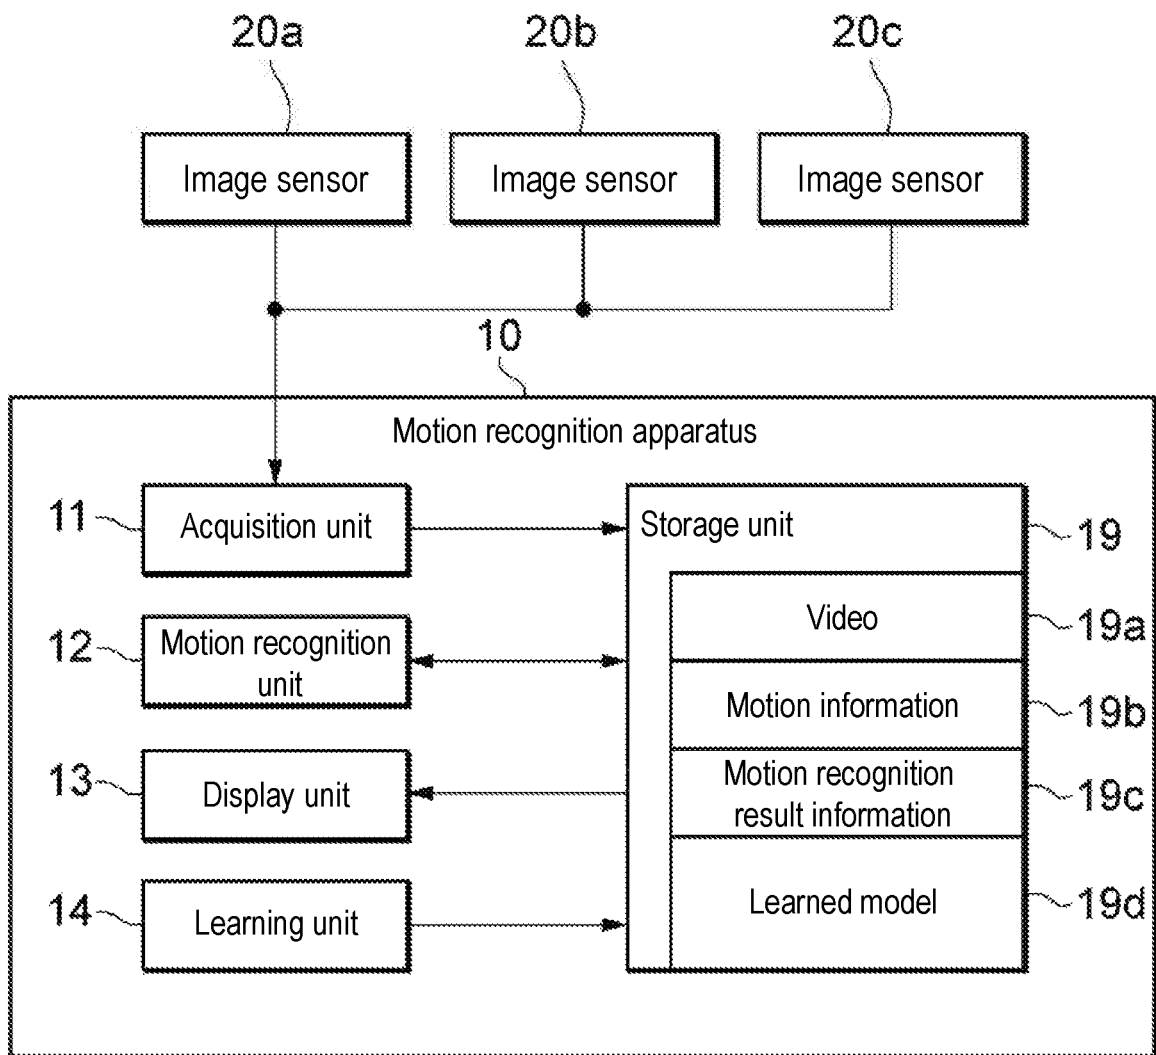 20a
20b
20c
Image sensor
Image sensor
Image sensor
10
Motion recognition apparatus
11
Acquisition unit
Storage unit
19
Video
19a
12
Motion recognition
unit
Motion information
19b
13
Display unit
Motion recognition
result information
19c
14
Learning unit
Learned model
19d